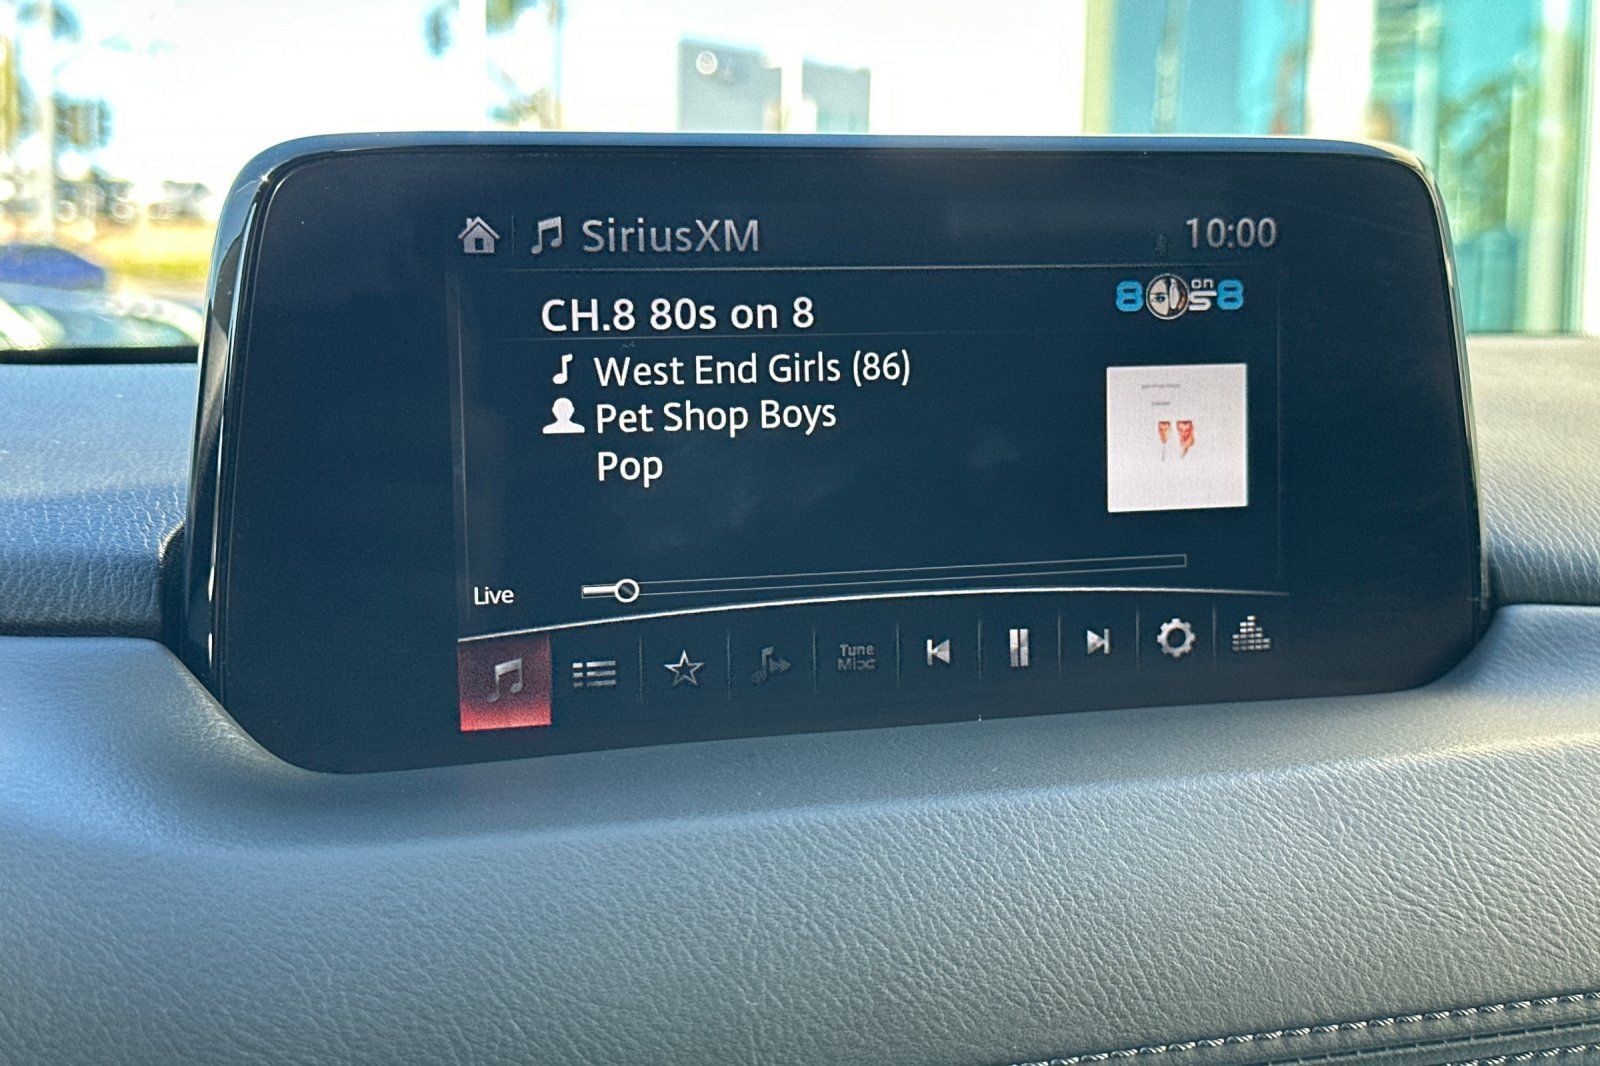 SiriusXM
10:00
CH.8 80s on 8
80s on 8
West End Girls (86)
Pet Shop Boys
Pop
Live
Tune
Mix